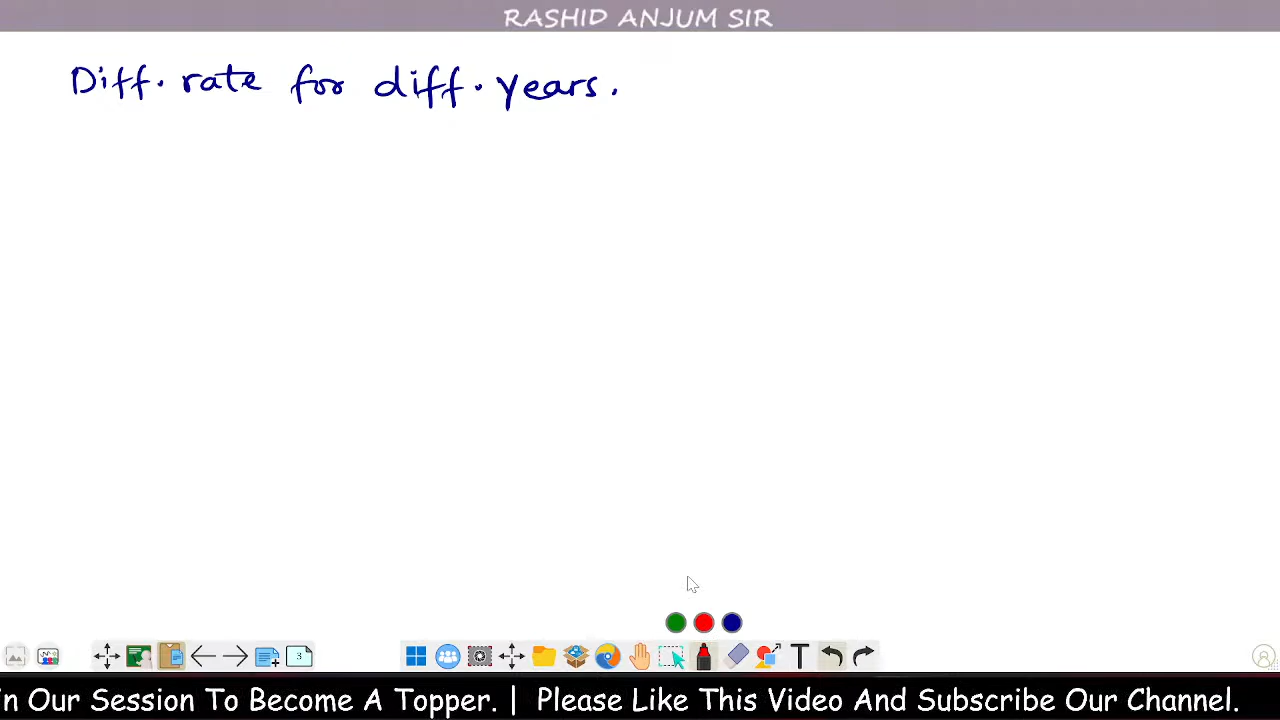 RASHID ANJUM SIR
Diff. rate for diff. years.
3
T
n Our Session To Become A Topper. | Please Like This Video And Subscribe Our Channel.